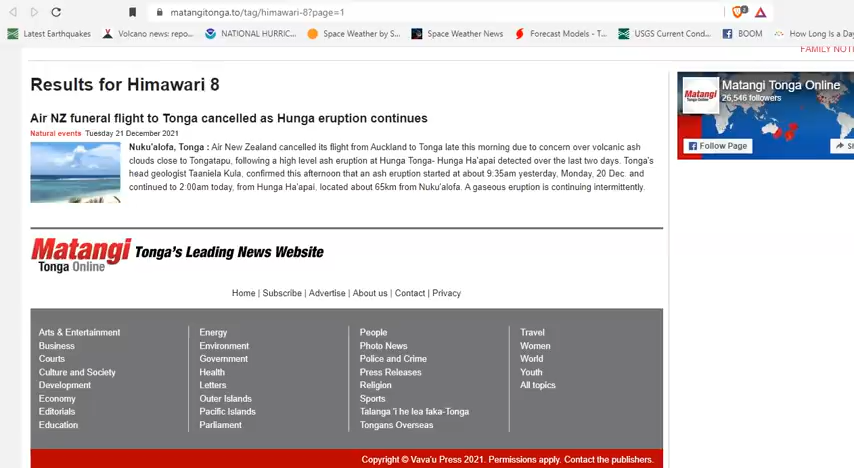 matangitonga.to/tag/himawari-8?page=1
2
Latest Earthquakes
Volcano news: repo...
NATIONAL HURRIC...
Space Weather by S...
Space Weather News
Forecast Models - T...
USGS Current Cond...
BOOM
How Long Is a Day
FAMILY NOTI
Results for Himawari 8
Air NZ funeral flight to Tonga cancelled as Hunga eruption continues
Natural events Tuesday 21 December 2021
Nuku'alofa, Tonga : Air New Zealand cancelled its flight from Auckland to Tonga late this morning due to concern over volcanic ash
clouds close to Tongatapu, following a high level ash eruption at Hunga Tonga- Hunga Ha'apai detected over the last two days. Tonga's
head geologist Taaniela Kula, confirmed this afternoon that an ash eruption started at about 9:35am yesterday, Monday, 20 Dec. and
continued to 2:00am today, from Hunga Ha'apai, located about 65km from Nuku'alofa. A gaseous eruption is continuing intermittently.
Matangi Tonga Online
26,546 followers
Matangi
Tonga Online
Follow Page
Sh
Matangi
Tonga Online
Tonga's Leading News Website
Home | Subscribe | Advertise | About us | Contact | Privacy
Arts & Entertainment
Business
Courts
Culture and Society
Development
Economy
Editorials
Education
Energy
Environment
Government
Health
Letters
Outer Islands
Pacific Islands
Parliament
People
Photo News
Police and Crime
Press Releases
Religion
Sports
Talanga 'i he lea faka-Tonga
Tongans Overseas
Travel
Women
World
Youth
All topics
Copyright © Vava'u Press 2021. Permissions apply. Contact the publishers.